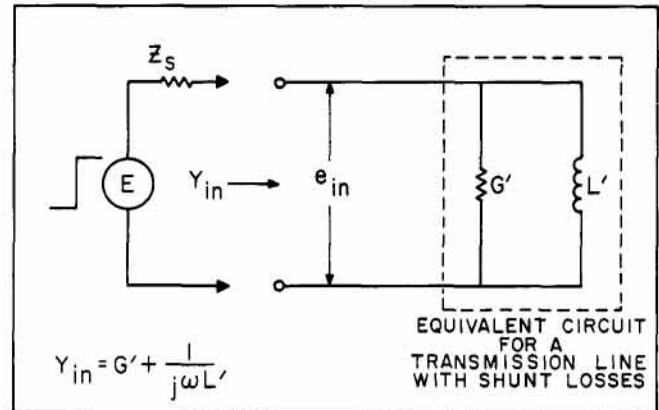 Z_S
E
Y_in
e_in
G'
L'
EQUIVALENT CIRCUIT
FOR A
TRANSMISSION LINE
WITH SHUNT LOSSES
Y_in = G' + 1/jωL'